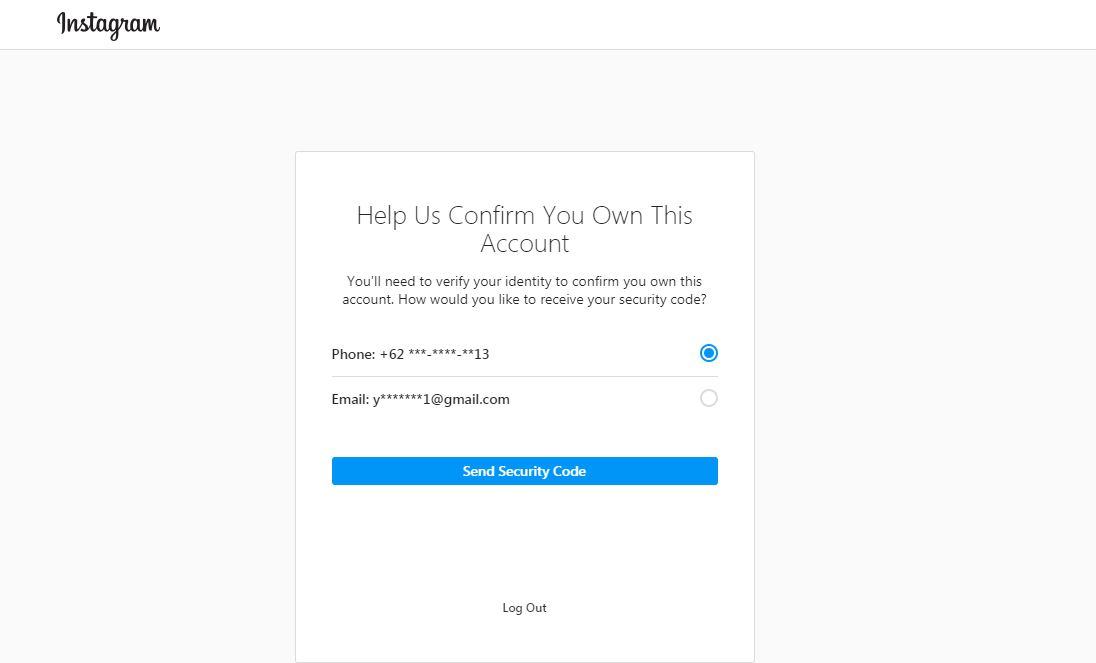 Instagram
Help Us Confirm You Own This
Account
You'll need to verify your identity to confirm you own this
account. How would you like to receive your security code?
Phone: +62 ***-****-**13
Email: y*******1@gmail.com
Send Security Code
Log Out